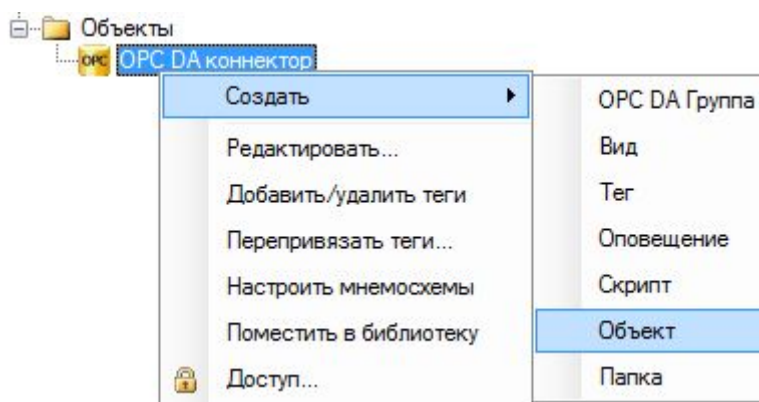 Объекты
OPC OPC DA коннектор
Создать
Редактировать...
Добавить/удалить теги
Перепривязать теги...
Настроить мнемосхемы
Поместить в библиотеку
Доступ...
OPC DA Группа
Вид
Тег
Оповещение
Скрипт
Объект
Папка